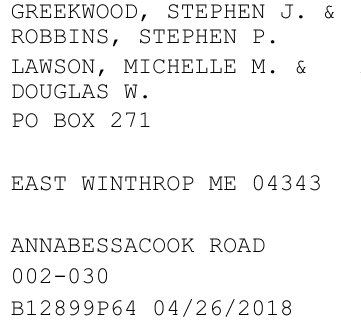 GREEKWOOD, STEPHEN J. &
ROBBINS, STEPHEN P.
LAWSON, MICHELLE M. &
DOUGLAS W.
PO BOX 271
EAST WINTHROP ME 04343
ANNABESSACOOK ROAD
002-030
B12899P64 04/26/2018